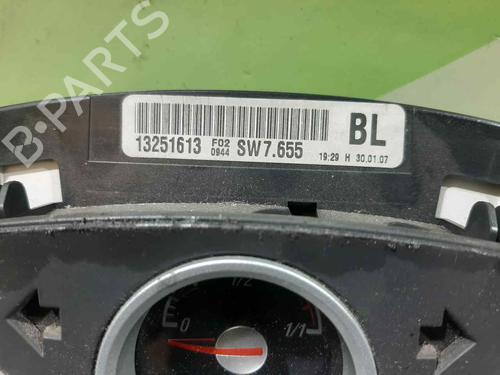 B-PARTS
13251613 F02 0944 SW7.655
BL
19:29 H 30.01.07
0 1/2 1/1